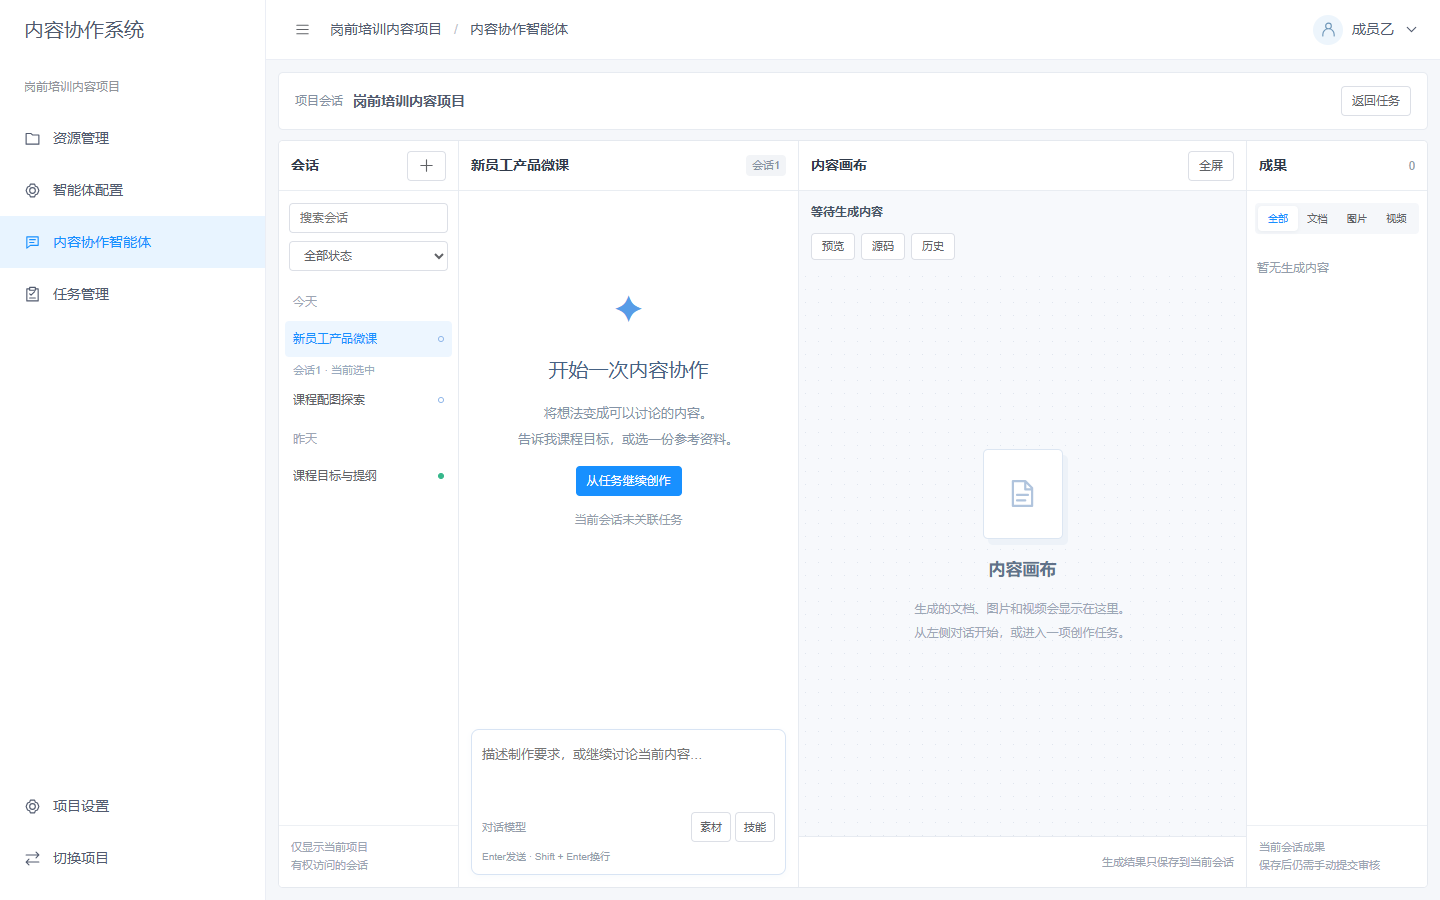 内容协作系统
岗前培训内容项目
资源管理
智能体配置
内容协作智能体
任务管理
项目设置
切换项目
岗前培训内容项目 / 内容协作智能体
成员乙
项目会话 岗前培训内容项目
返回任务
会话
搜索会话
全部状态
今天
新员工产品微课
会话1 · 当前选中
课程配图探索
昨天
课程目标与提纲
仅显示当前项目
有权访问的会话
新员工产品微课
会话1
开始一次内容协作
将想法变成可以讨论的内容。
告诉我课程目标，或选一份参考资料。
从任务继续创作
当前会话未关联任务
描述制作要求，或继续讨论当前内容...
对话模型
素材
技能
Enter发送 · Shift + Enter换行
内容画布
全屏
等待生成内容
预览
源码
历史
内容画布
生成的文档、图片和视频会显示在这里。
从左侧对话开始，或进入一项创作任务。
生成结果只保存到当前会话
成果
0
全部
文档
图片
视频
暂无生成内容
当前会话成果
保存后仍需手动提交审核